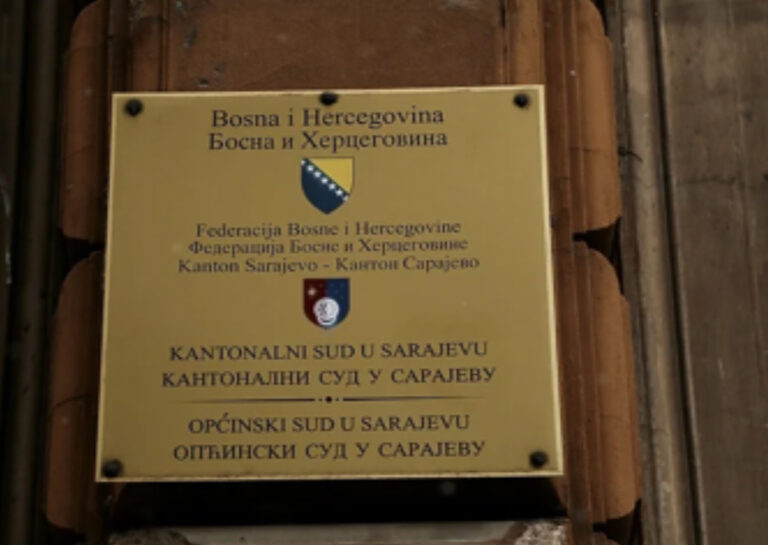 Bosna i Hercegovina
Босна и Херцеговина
Federacija Bosne i Hercegovine
Федерација Босне и Херцеговине
Kanton Sarajevo - Кантон Сарајево
KANTONALNI SUD U SARAJEVU
КАНТОНАЛНИ СУД У САРАЈЕВУ
OPĆINSKI SUD U SARAJEVU
ОПЋИНСКИ СУД У САРАЈЕВУ